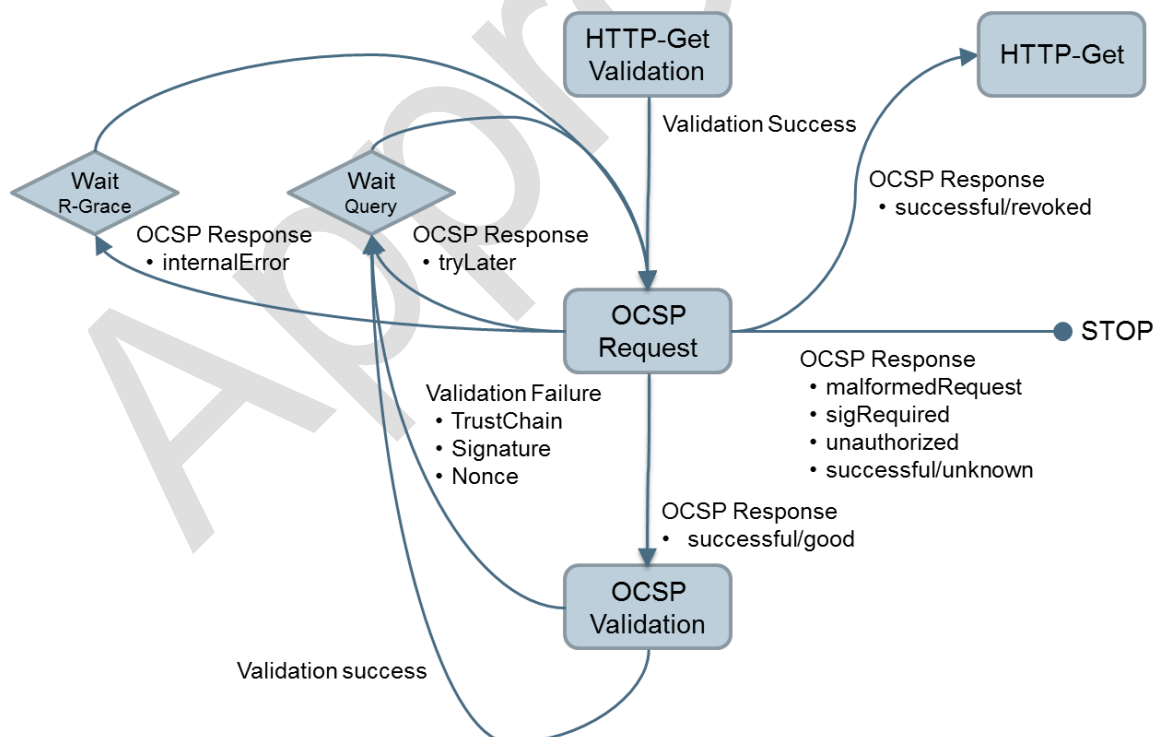 HTTP-Get
Validation
HTTP-Get
Validation Success
Wait
R-Grace
Wait
Query
OCSP Response
• successful/revoked
OCSP Response
• internalError
OCSP Response
• tryLater
OCSP
Request
STOP
OCSP Response
• malformedRequest
• sigRequired
• unauthorized
• successful/unknown
Validation Failure
• TrustChain
• Signature
• Nonce
OCSP Response
• successful/good
OCSP
Validation
Validation success